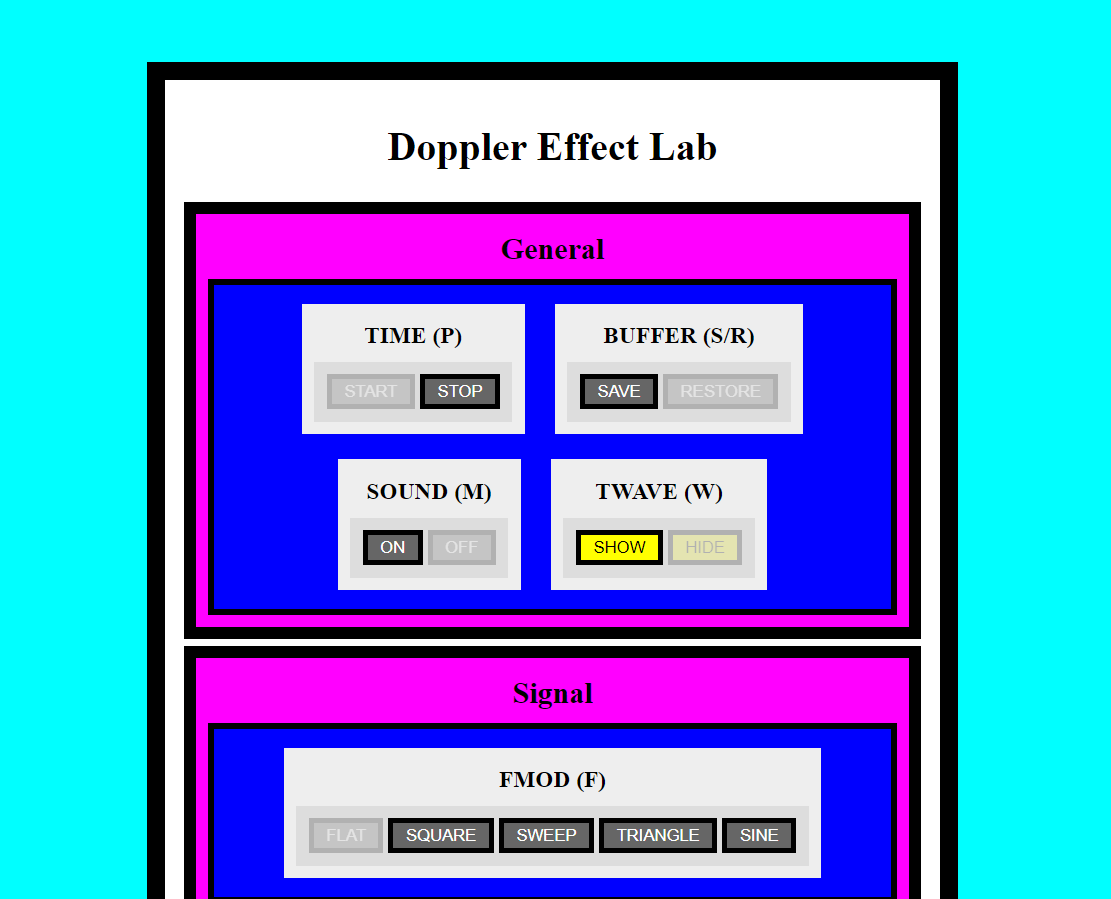 Doppler Effect Lab
General
TIME (P)
START STOP
BUFFER (S/R)
SAVE RESTORE
SOUND (M)
ON OFF
TWAVE (W)
SHOW HIDE
Signal
FMOD (F)
FLAT SQUARE SWEEP TRIANGLE SINE